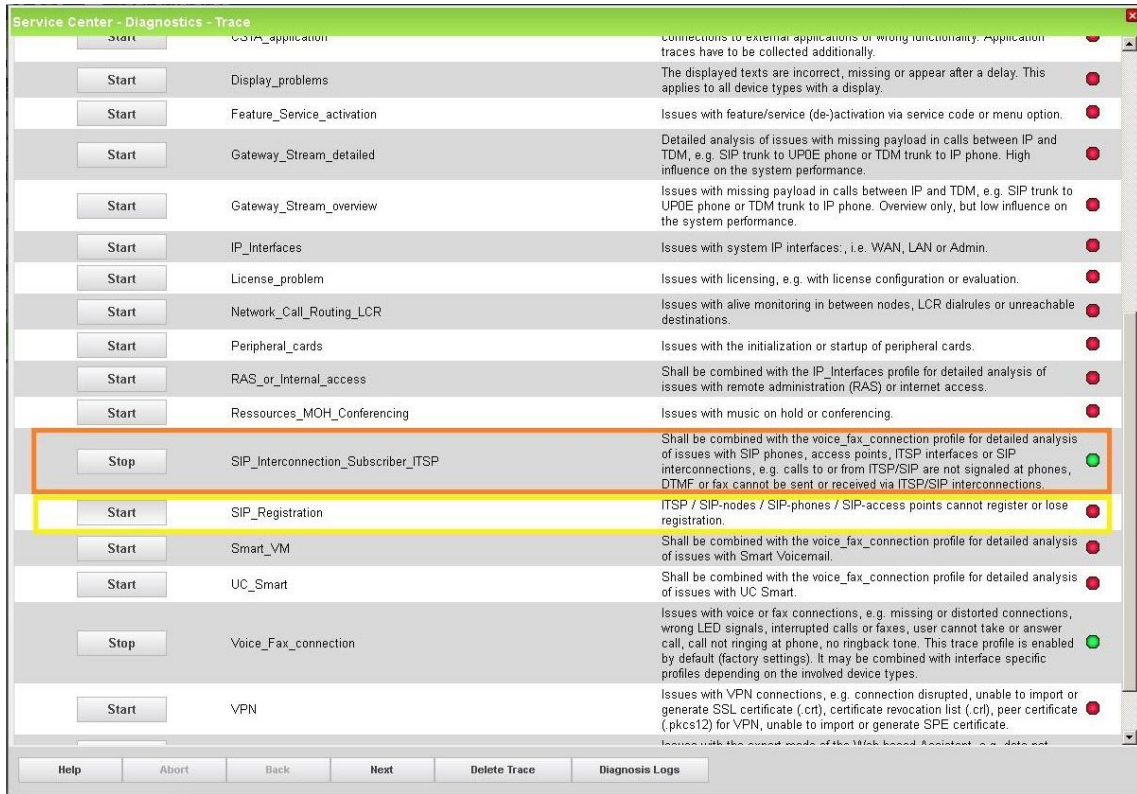 Service Center - Diagnostics - Trace
Start CSTA_application connections to external applications or wrong functionality. Application
traces have to be collected additionally.
Start Display_problems The displayed texts are incorrect, missing or appear after a delay. This
applies to all device types with a display.
Start Feature_Service_activation Issues with feature/service (de-)activation via service code or menu option.
Start Gateway_Stream_detailed Detailed analysis of issues with missing payload in calls between IP and
TDM, e.g. SIP trunk to UP0E phone or TDM trunk to IP phone. High
influence on the system performance.
Start Gateway_Stream_overview Issues with missing payload in calls between IP and TDM, e.g. SIP trunk to
UP0E phone or TDM trunk to IP phone. Overview only, but low influence on
the system performance.
Start IP_Interfaces Issues with system IP interfaces:, i.e. WAN, LAN or Admin.
Start License_problem Issues with licensing, e.g. with license configuration or evaluation.
Start Network_Call_Routing_LCR Issues with alive monitoring in between nodes, LCR dialrules or unreachable
destinations.
Start Peripheral_cards Issues with the initialization or startup of peripheral cards.
Start RAS_or_Internal_access Shall be combined with the IP_Interfaces profile for detailed analysis of
issues with remote administration (RAS) or internet access.
Start Ressources_MOH_Conferencing Issues with music on hold or conferencing.
Stop SIP_Interconnection_Subscriber_ITSP Shall be combined with the voice_fax_connection profile for detailed analysis
of issues with SIP phones, access points, ITSP interfaces or SIP
interconnections, e.g. calls to or from ITSP/SIP are not signaled at phones,
DTMF or fax cannot be sent or received via ITSP/SIP interconnections.
Start SIP_Registration ITSP / SIP-nodes / SIP-phones / SIP-access points cannot register or lose
registration.
Start Smart_VM Shall be combined with the voice_fax_connection profile for detailed analysis
of issues with Smart Voicemail.
Start UC_Smart Shall be combined with the voice_fax_connection profile for detailed analysis
of issues with UC Smart.
Stop Voice_Fax_connection Issues with voice or fax connections, e.g. missing or distorted connections,
wrong LED signals, interrupted calls or faxes, user cannot take or answer
call, call not ringing at phone, no ringback tone. This trace profile is enabled
by default (factory settings). It may be combined with interface specific
profiles depending on the involved device types.
Start VPN Issues with VPN connections, e.g. connection disrupted, unable to import or
generate SSL certificate (.crt), certificate revocation list (.crl), peer certificate
(.pkcs12) for VPN, unable to import or generate SPE certificate.
Issues with the expert mode of the Web-based Assistant, e.g. data not
Help Abort Back Next Delete Trace Diagnosis Logs